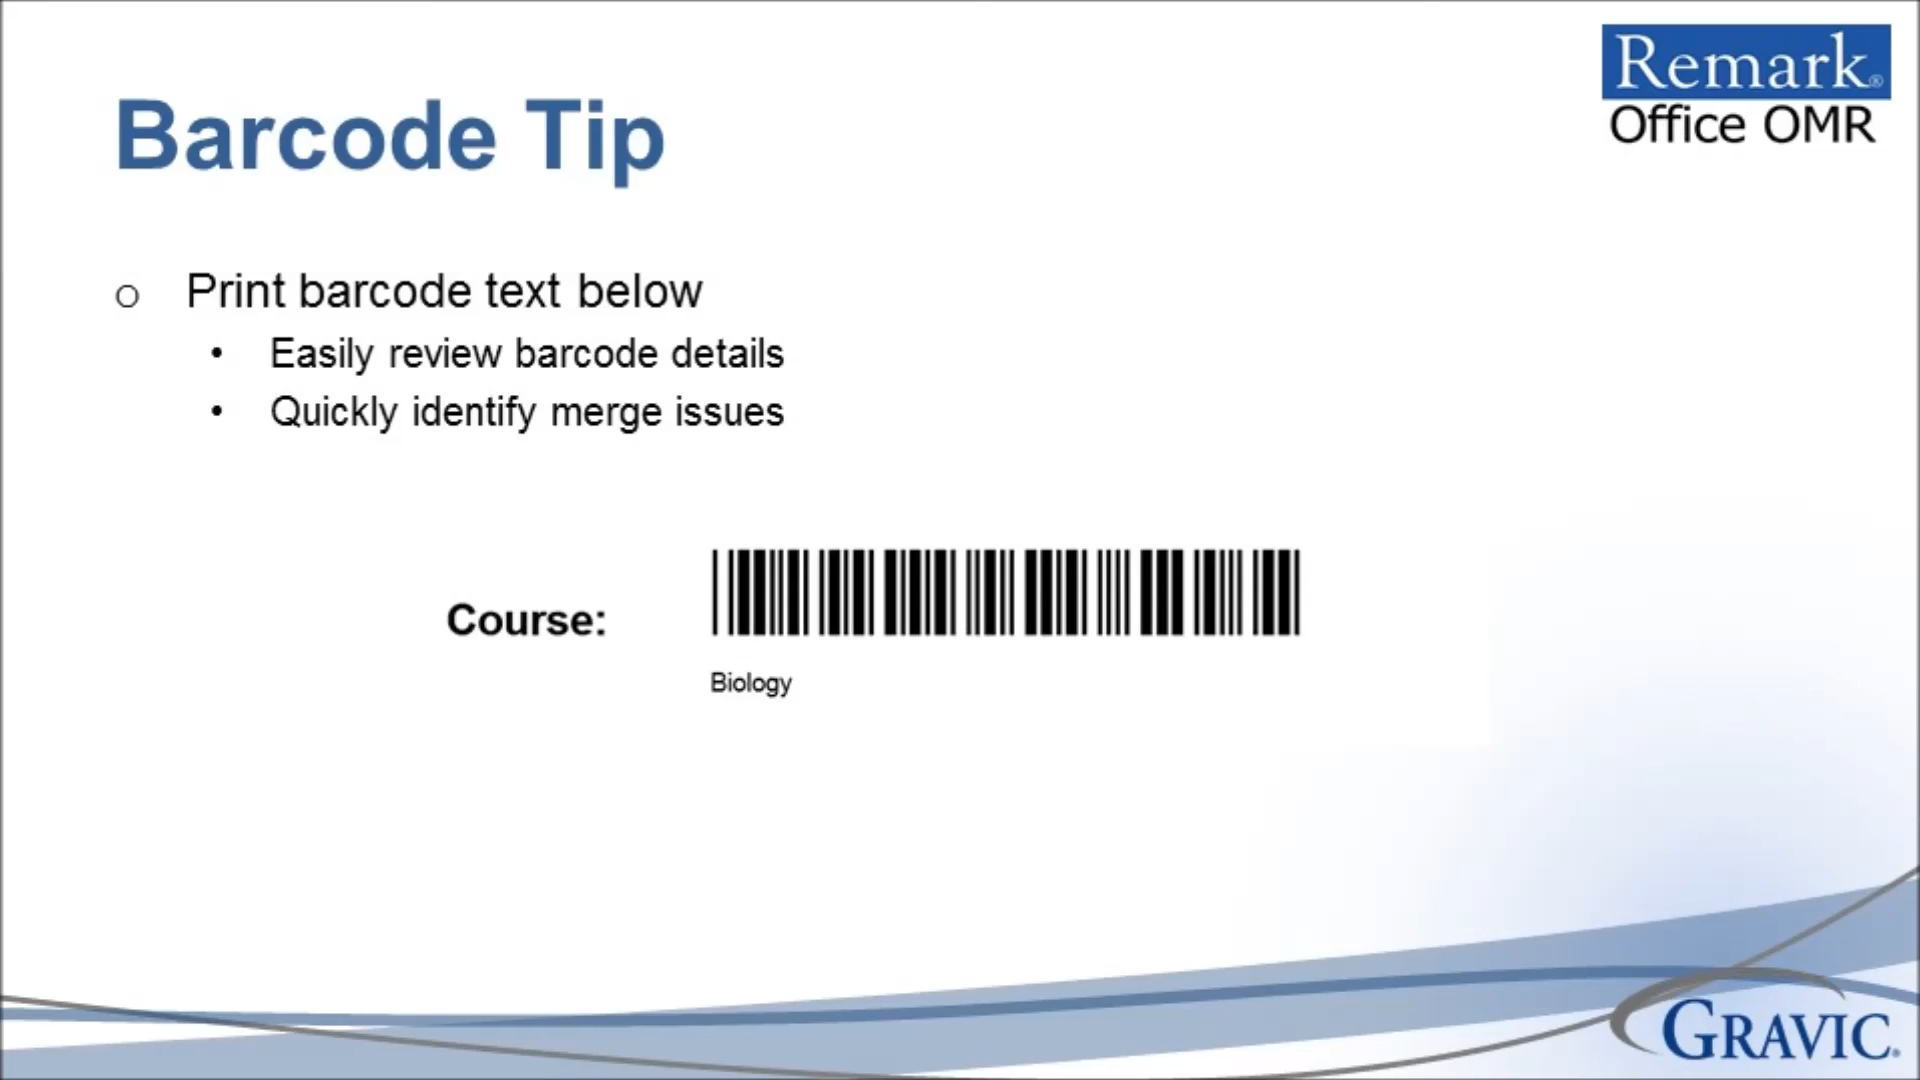 Remark®
Office OMR
Barcode Tip
o Print barcode text below
• Easily review barcode details
• Quickly identify merge issues
Course:
Biology
GRAVIC®